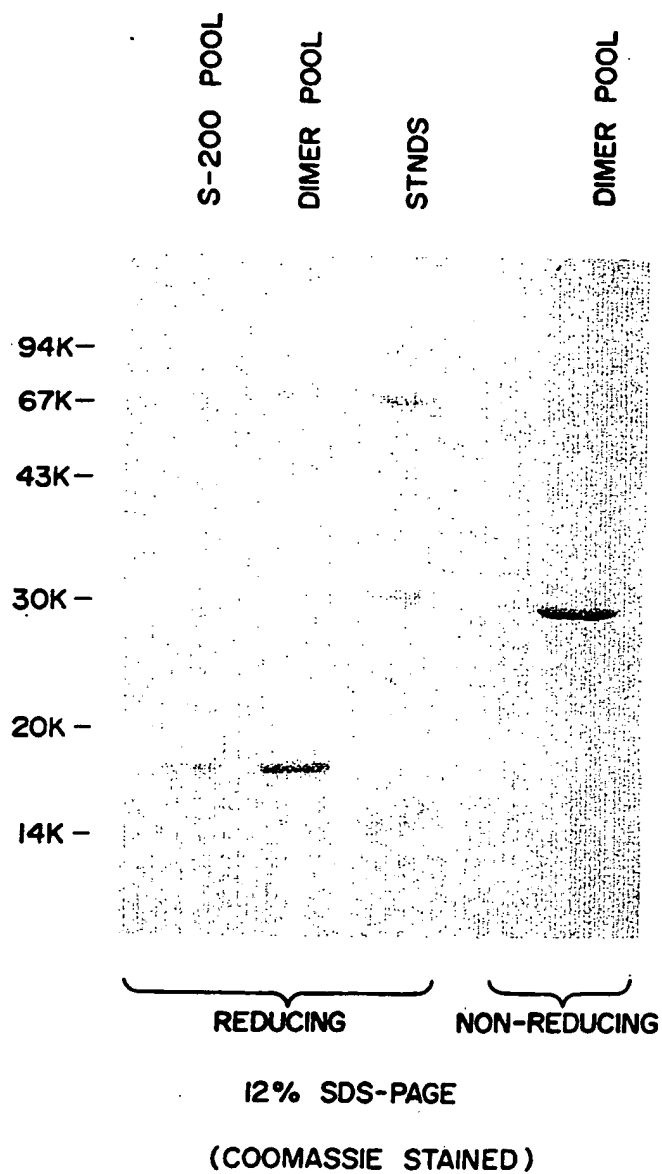 S-200 POOL
DIMER POOL
STNDS
DIMER POOL
94K-
67K-
43K-
30K-
20K-
14K-
REDUCING
NON-REDUCING
12% SDS-PAGE
(COOMASSIE STAINED)